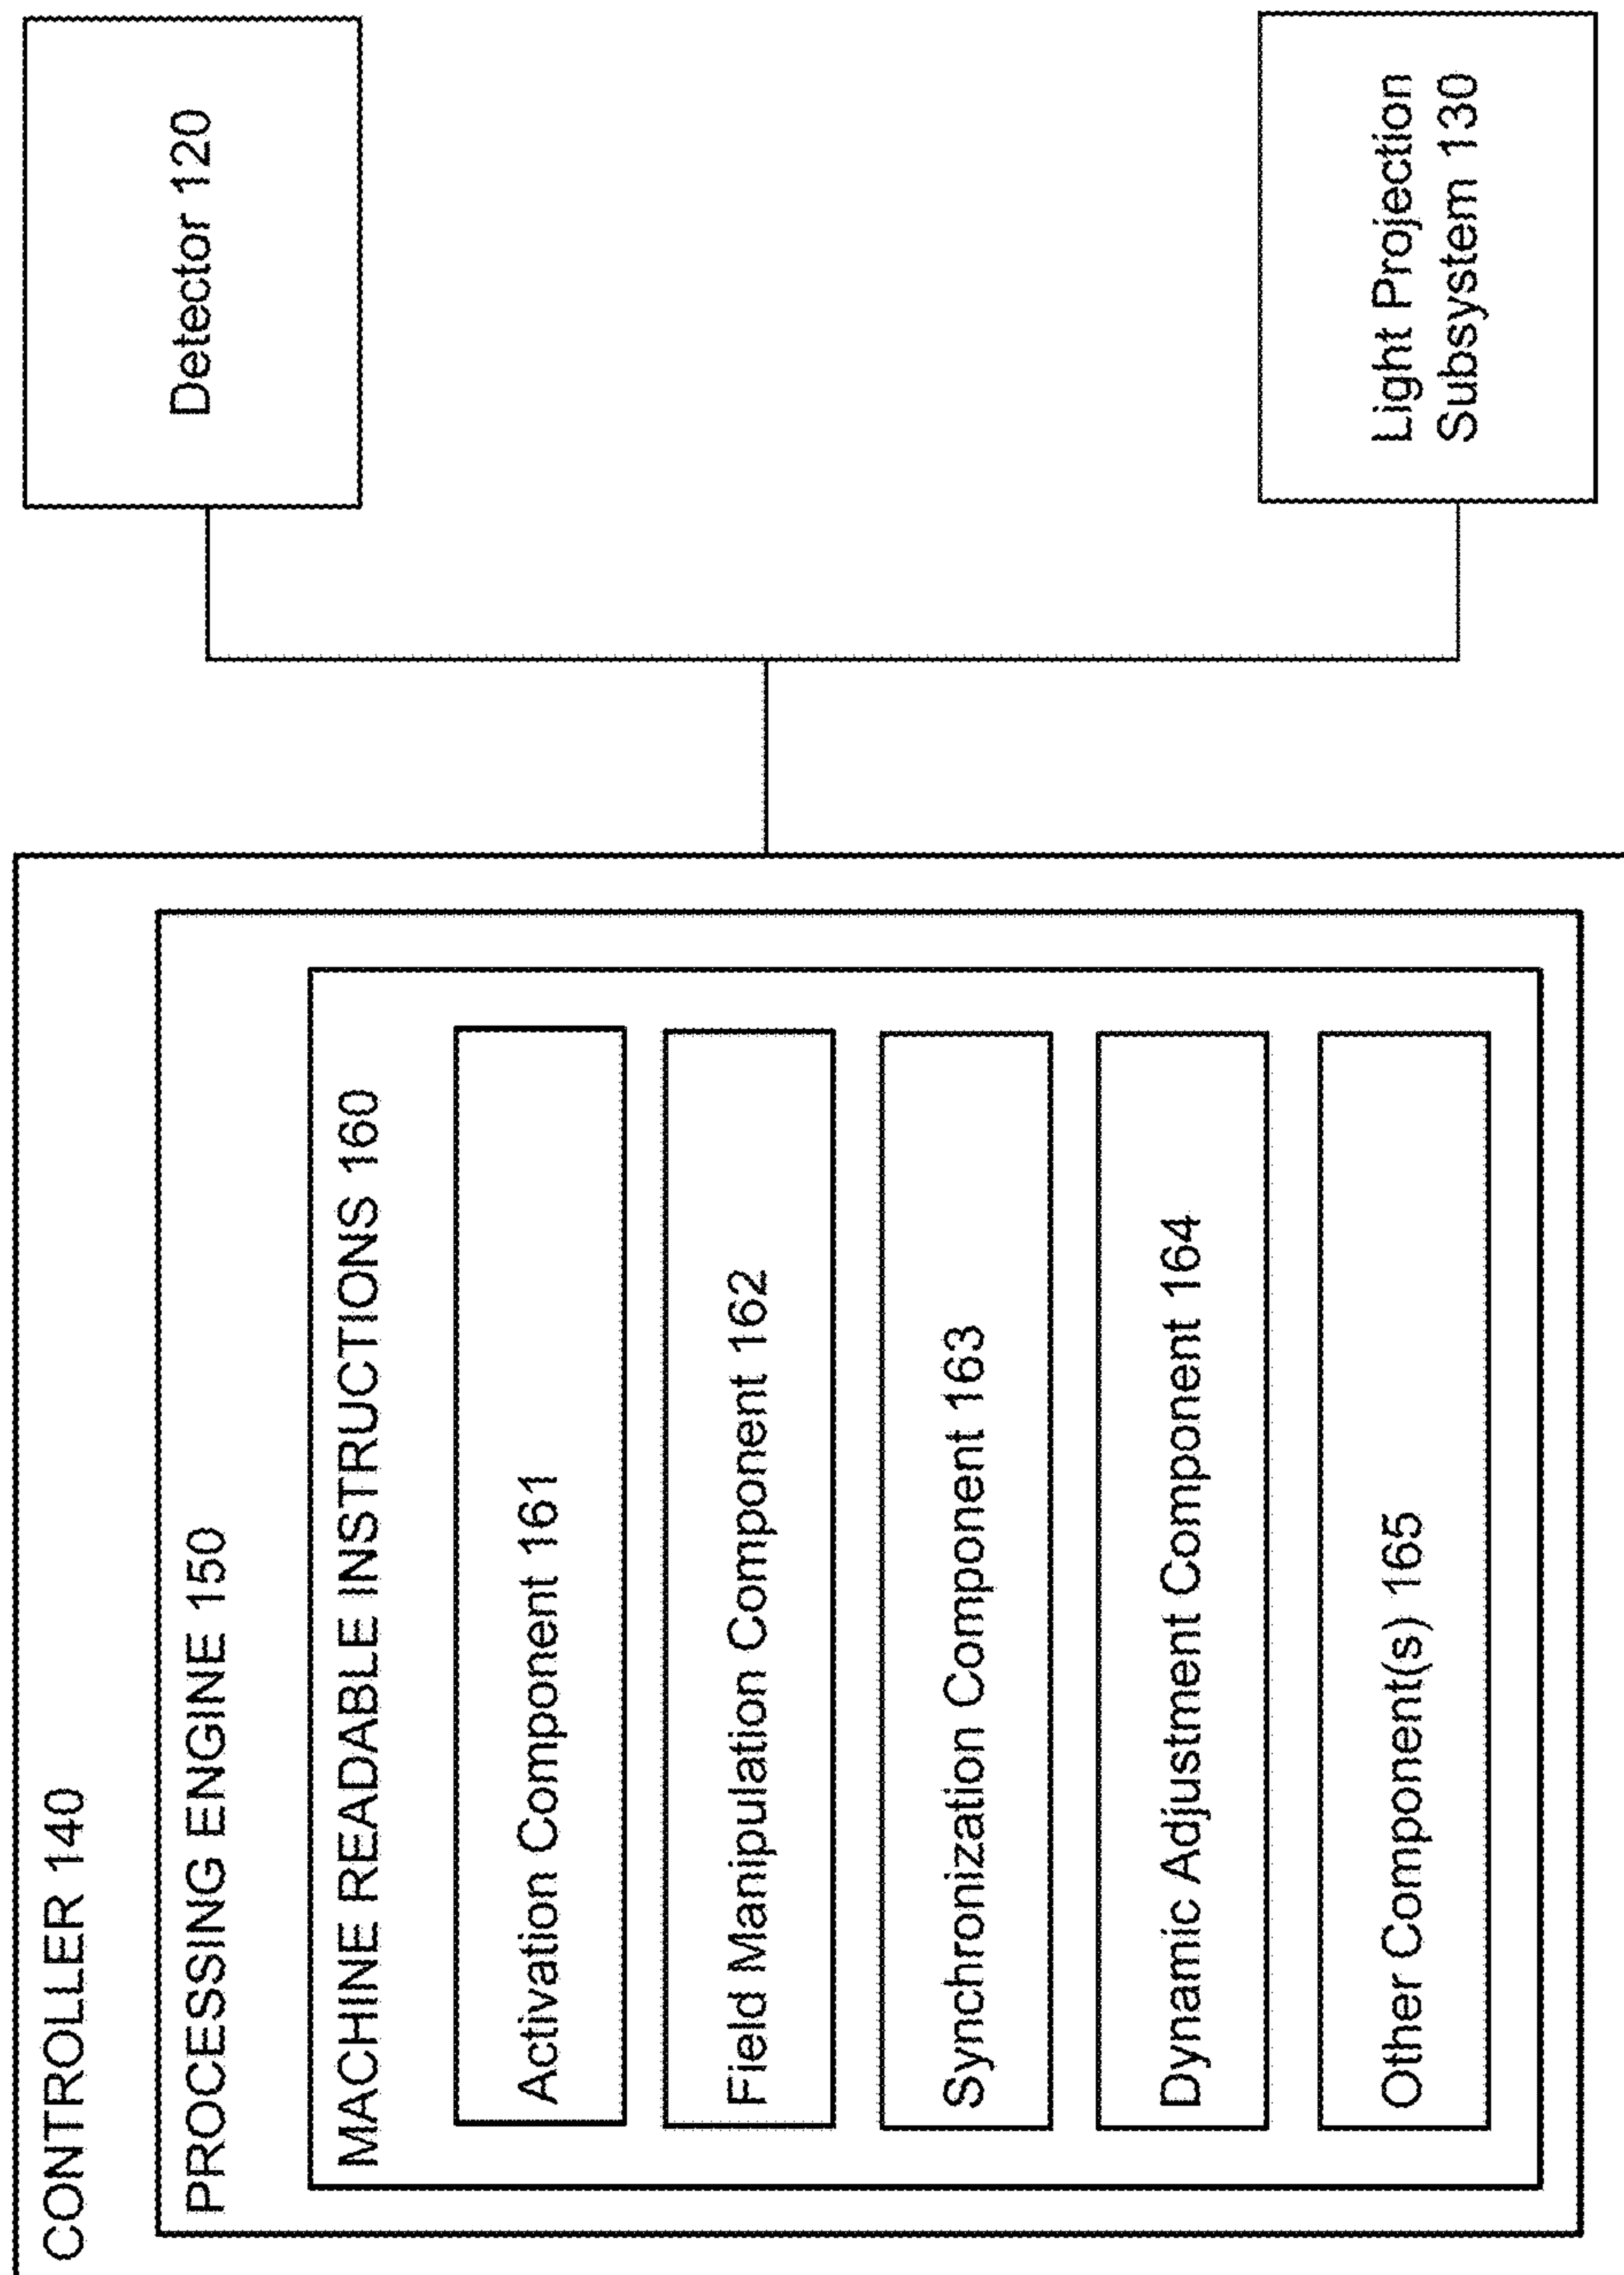 CONTROLLER 140
PROCESSING ENGINE 150
MACHINE READABLE INSTRUCTIONS 160
Activation Component 161
Field Manipulation Component 162
Synchronization Component 163
Dynamic Adjustment Component 164
Other Component(s) 165
Detector 120
Light Projection
Subsystem 130